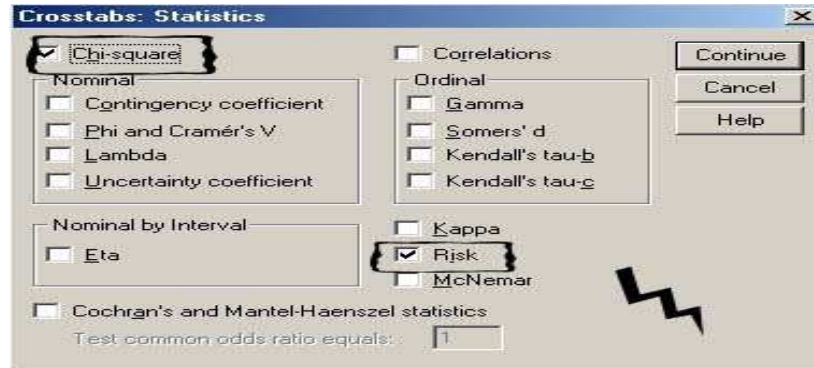 Crosstabs: Statistics
Chi-square
Correlations
Continue
Nominal
Contingency coefficient
Phi and Cramér's V
Lambda
Uncertainty coefficient
Ordinal
Gamma
Somers' d
Kendall's tau-b
Kendall's tau-c
Cancel
Help
Nominal by Interval
Eta
Kappa
Risk
McNemar
Cochran's and Mantel-Haenszel statistics
Test common odds ratio equals: 1